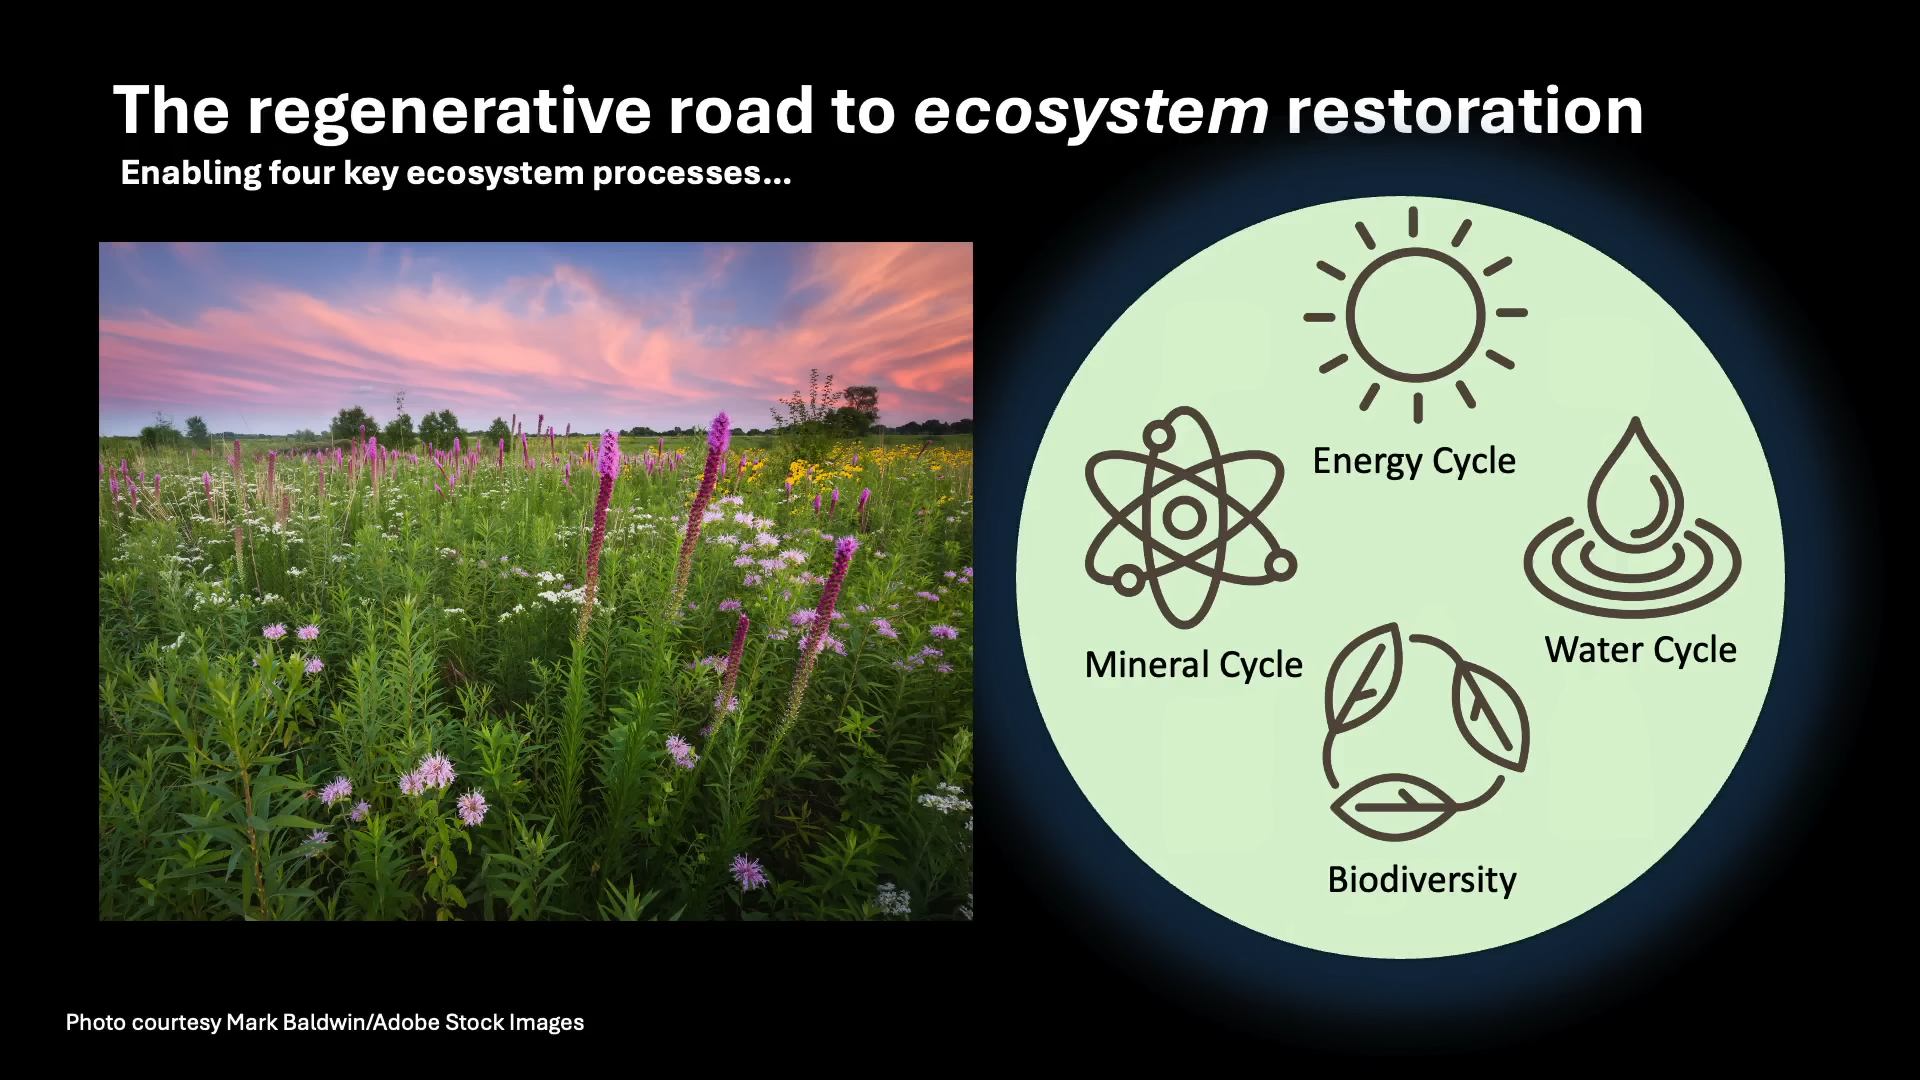 The regenerative road to ecosystem restoration
Enabling four key ecosystem processes...
Energy Cycle
Mineral Cycle
Water Cycle
Biodiversity
Photo courtesy Mark Baldwin/Adobe Stock Images